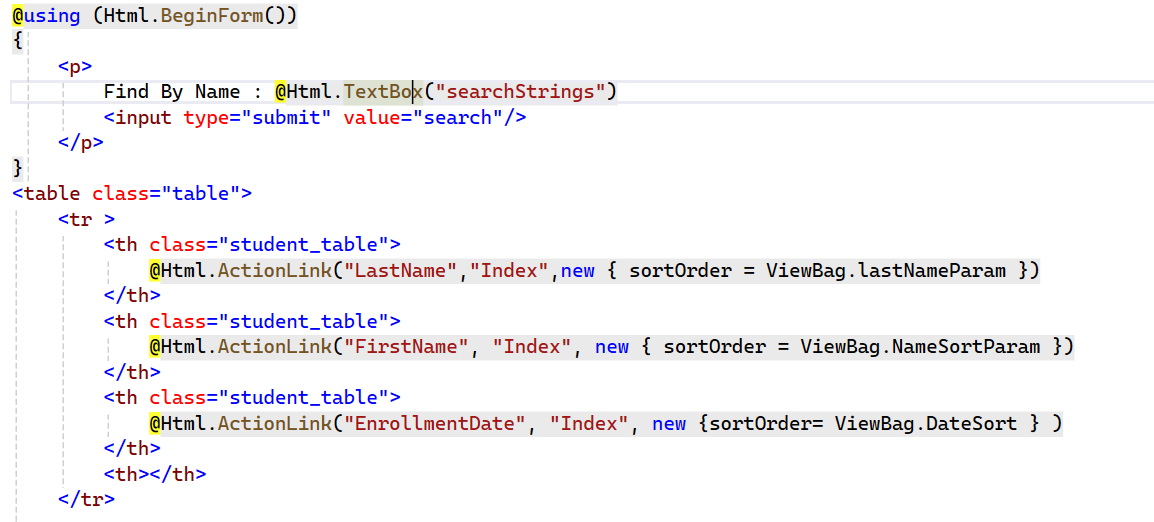 @using (Html.BeginForm())
{
<p>
Find By Name : @Html.TextBox("searchStrings")
<input type="submit" value="search"/>
</p>
}
<table class="table">
<tr >
<th class="student_table">
@Html.ActionLink("LastName","Index",new { sortOrder = ViewBag.lastNameParam })
</th>
<th class="student_table">
@Html.ActionLink("FirstName", "Index", new { sortOrder = ViewBag.NameSortParam })
</th>
<th class="student_table">
@Html.ActionLink("EnrollmentDate", "Index", new {sortOrder= ViewBag.DateSort } )
</th>
<th></th>
</tr>